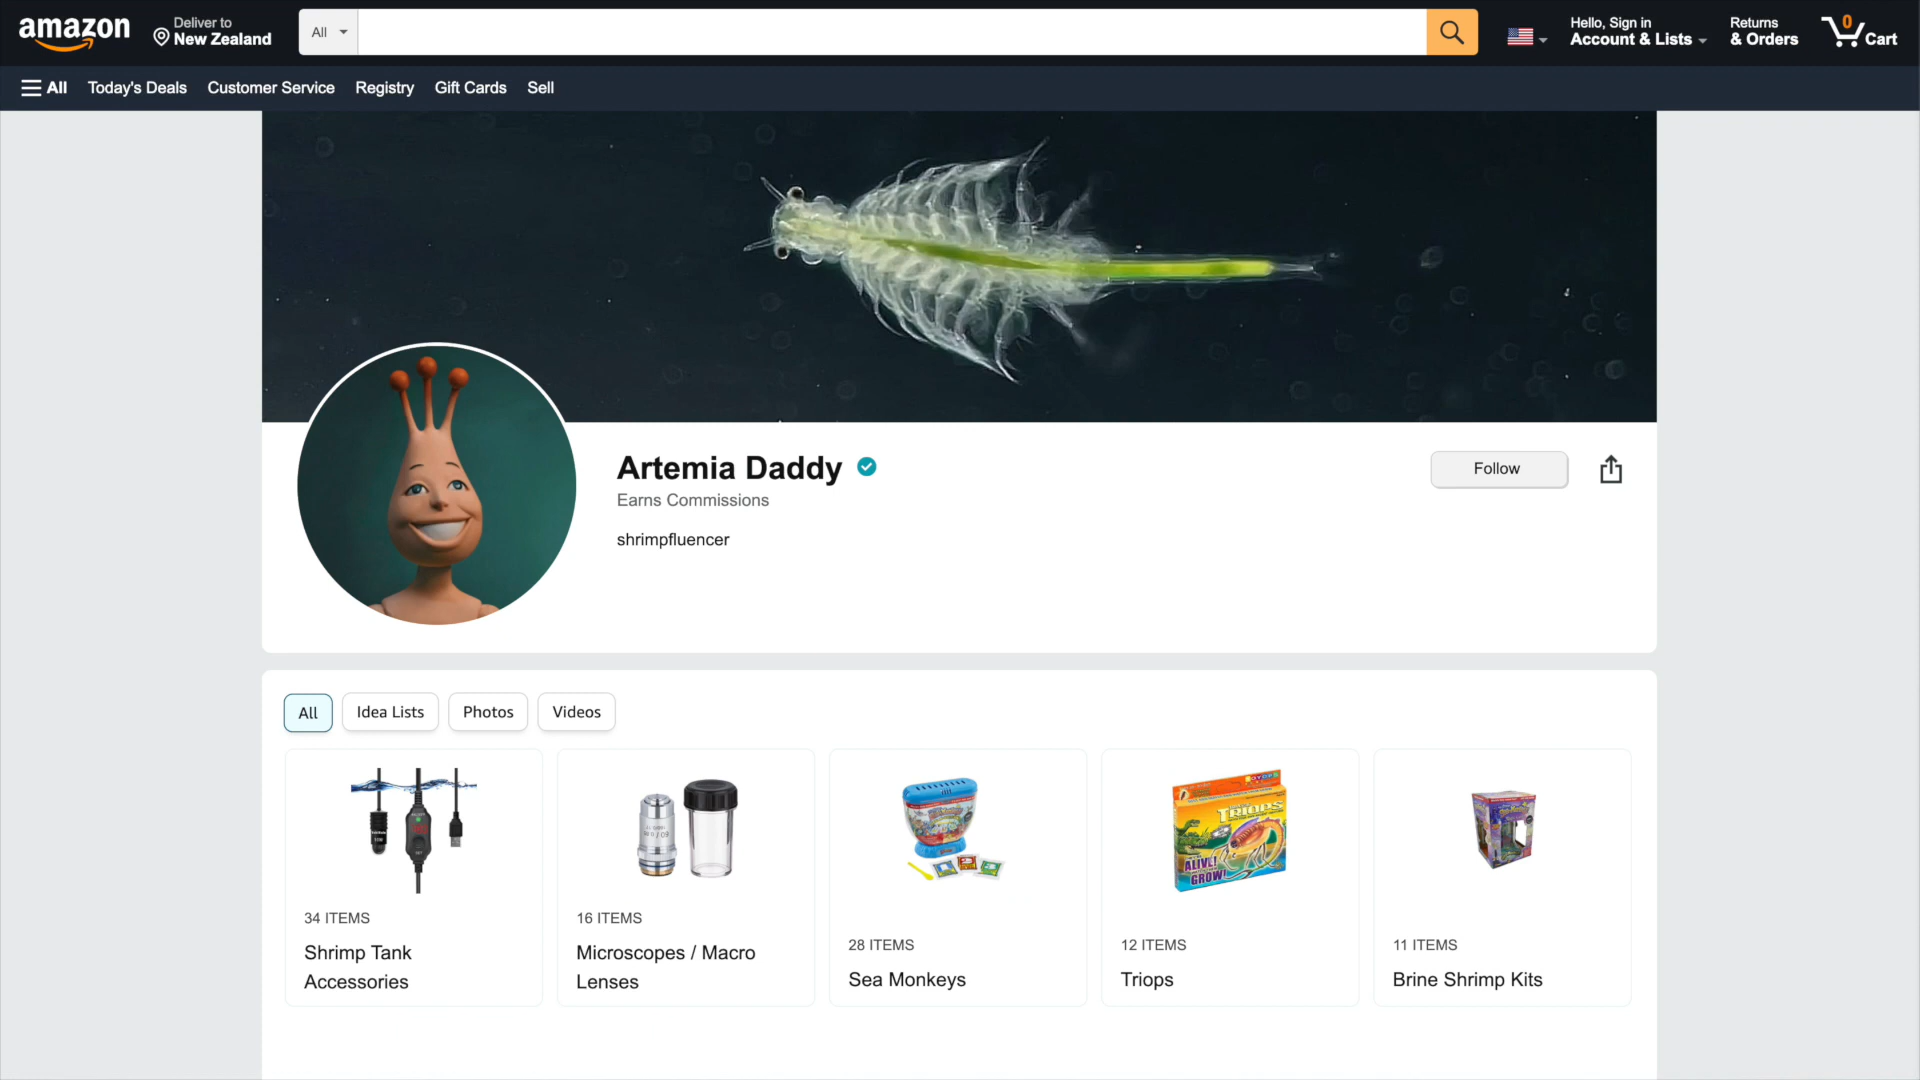 amazon
Deliver to
New Zealand
All
Hello, Sign in
Account & Lists
Returns
& Orders
0
Cart
All
Today's Deals
Customer Service
Registry
Gift Cards
Sell
Artemia Daddy
Earns Commissions
shrimpfluencer
Follow
All
Idea Lists
Photos
Videos
TRIOPS
ALIVE!
GROW!
34 ITEMS
Shrimp Tank
Accessories
16 ITEMS
Microscopes / Macro
Lenses
28 ITEMS
Sea Monkeys
12 ITEMS
Triops
11 ITEMS
Brine Shrimp Kits